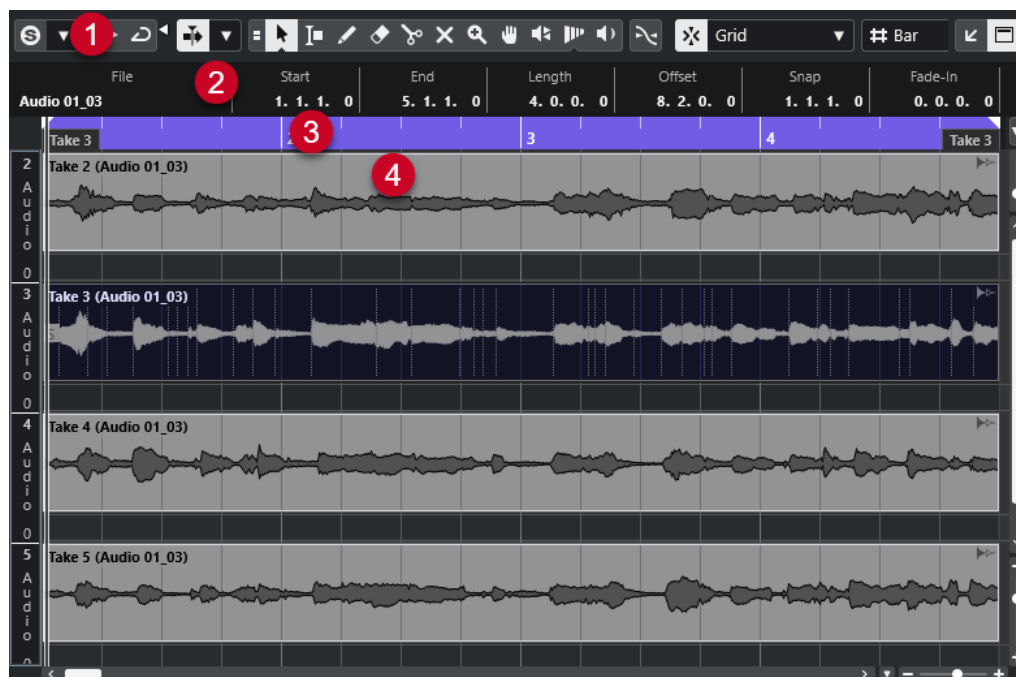 1 Grid Bar
2 File Start End Length Offset Snap Fade-In
Audio 01_03 1. 1. 1. 0 5. 1. 1. 0 4. 0. 0. 0 8. 2. 0. 0 1. 1. 1. 0 0. 0. 0. 0
3
Take 3 3 4 Take 3
4
2 Take 2 (Audio 01_03)
Audio
0
3 Take 3 (Audio 01_03)
Audio
0
4 Take 4 (Audio 01_03)
Audio
0
5 Take 5 (Audio 01_03)
Audio